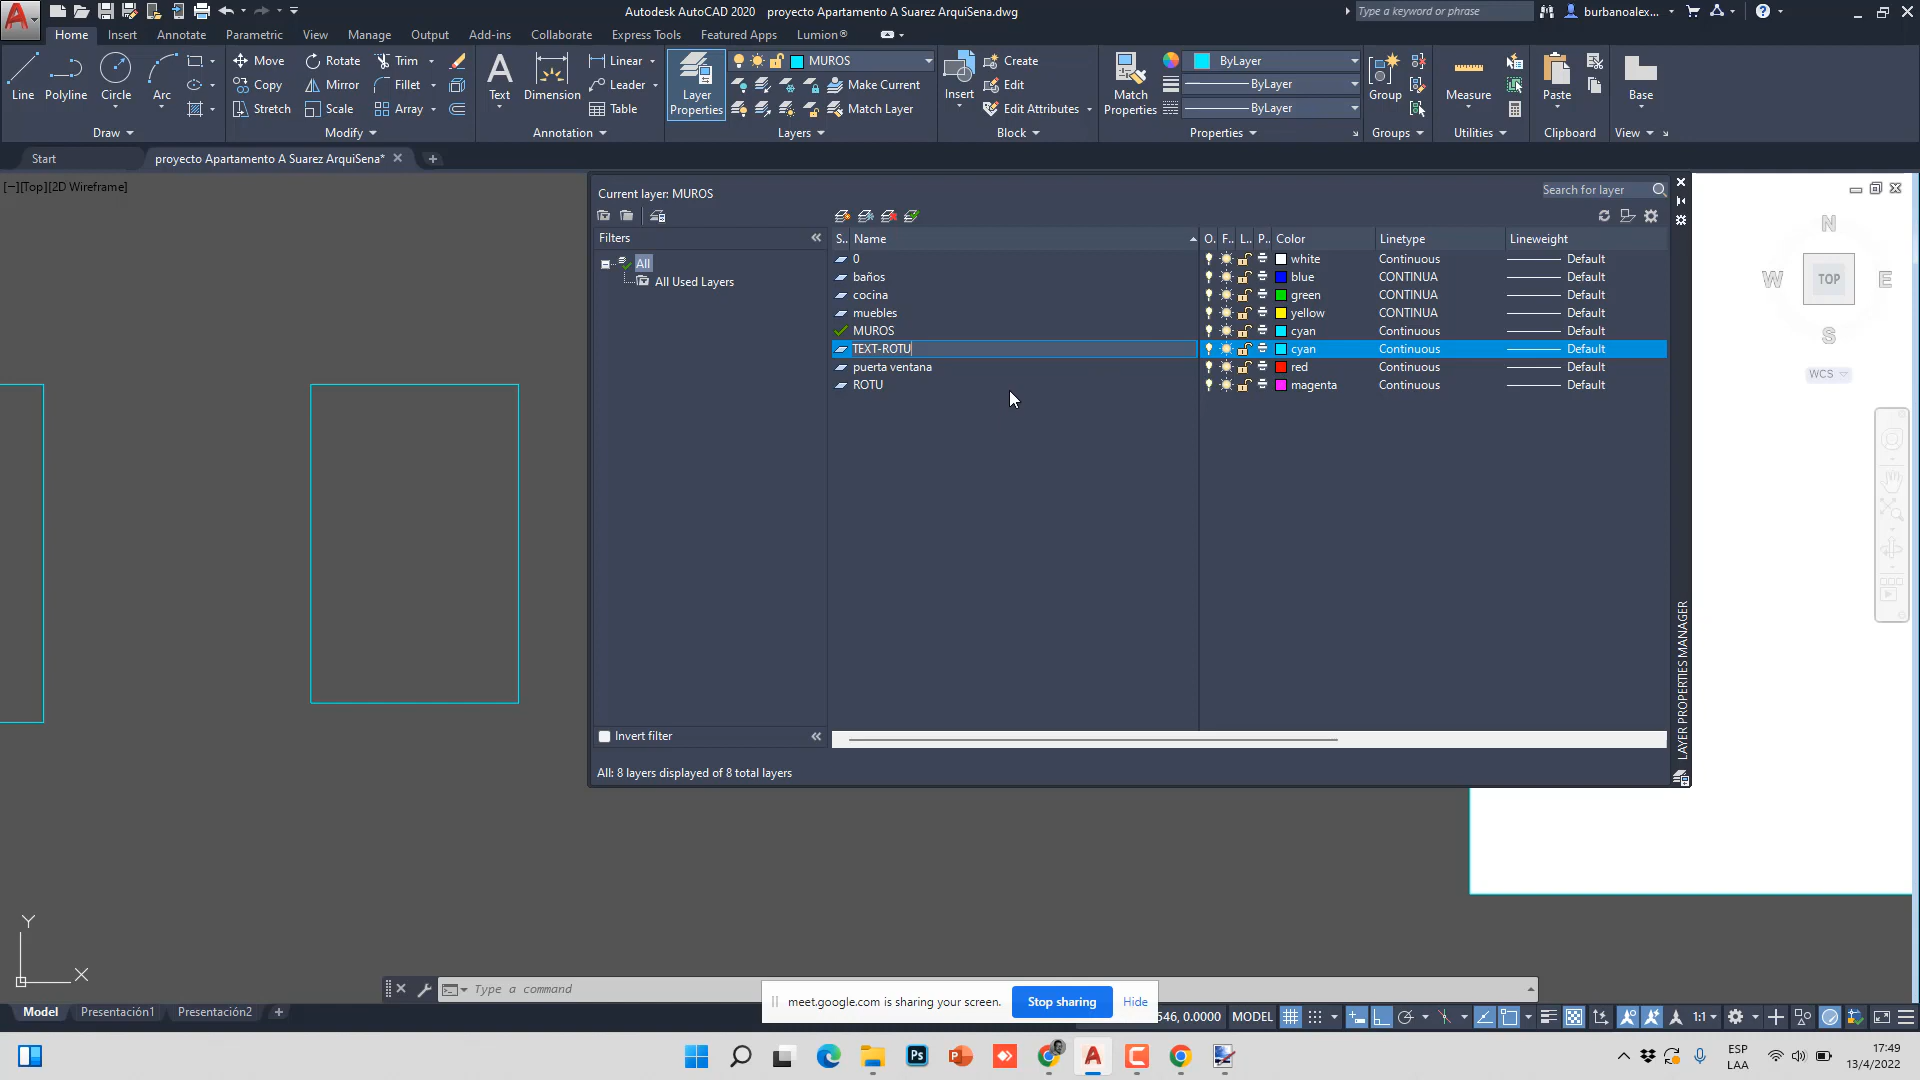 Autodesk AutoCAD 2020 proyecto Apartamento A Suarez ArquiSena.dwg
Type a keyword or phrase
burbanoalex...
Home Insert Annotate Parametric View Manage Output Add-ins Collaborate Express Tools Featured Apps Lumion®
Line Polyline Circle Arc
Move Rotate Trim
Copy Mirror Fillet
Stretch Scale Array
Text Dimension
Linear
Leader
Table
Layer Properties
MUROS
Make Current
Match Layer
Insert
Create
Edit
Edit Attributes
Match Properties
ByLayer
ByLayer
ByLayer
Group Measure Paste Base
Draw Modify Annotation Layers Block Properties Groups Utilities Clipboard View
Start proyecto Apartamento A Suarez ArquiSena*
[−][Top][2D Wireframe]
Current layer: MUROS
Search for layer
Filters
All
All Used Layers
S.. Name O. F.. L.. P.. Color Linetype Lineweight
0 white Continuous Default
baños blue CONTINUA Default
cocina green CONTINUA Default
muebles yellow CONTINUA Default
MUROS cyan Continuous Default
TEXT-ROTU cyan Continuous Default
puerta ventana red Continuous Default
ROTU magenta Continuous Default
Invert filter
All: 8 layers displayed of 8 total layers
LAYER PROPERTIES MANAGER
N
W TOP E
S
WCS
Y
X
Type a command
meet.google.com is sharing your screen. Stop sharing Hide
Model Presentación1 Presentación2
546, 0.0000 MODEL
1:1
Ps
ESP
LAA
17:49
13/4/2022